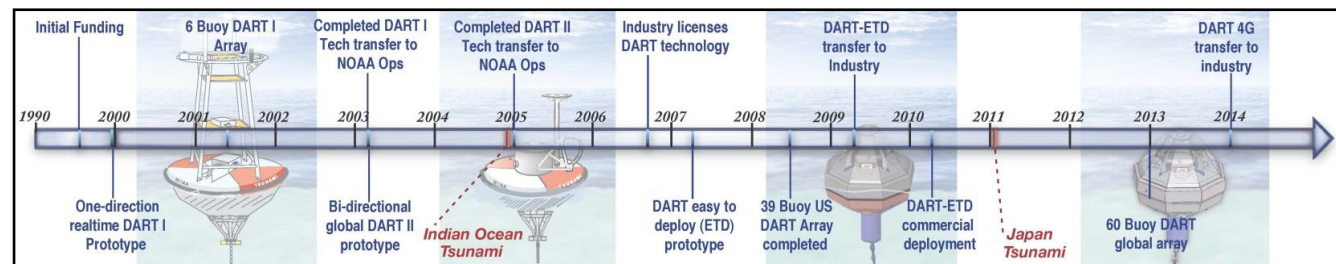 Initial Funding
6 Buoy DART I
Array
Completed DART I
Tech transfer to
NOAA Ops
Completed DART II
Tech transfer to
NOAA Ops
Industry licenses
DART technology
DART-ETD
transfer to
Industry
DART 4G
transfer to
industry
1990
2000
2001
2002
2003
2004
2005
2006
2007
2008
2009
2010
2011
2012
2013
2014
One-direction
realtime DART I
Prototype
Bi-directional
global DART II
prototype
Indian Ocean
Tsunami
DART easy to
deploy (ETD)
prototype
39 Buoy US
DART Array
completed
DART-ETD
commercial
deployment
Japan
Tsunami
60 Buoy DART
global array
NOAA
TSUNAMI
TSUNAMI